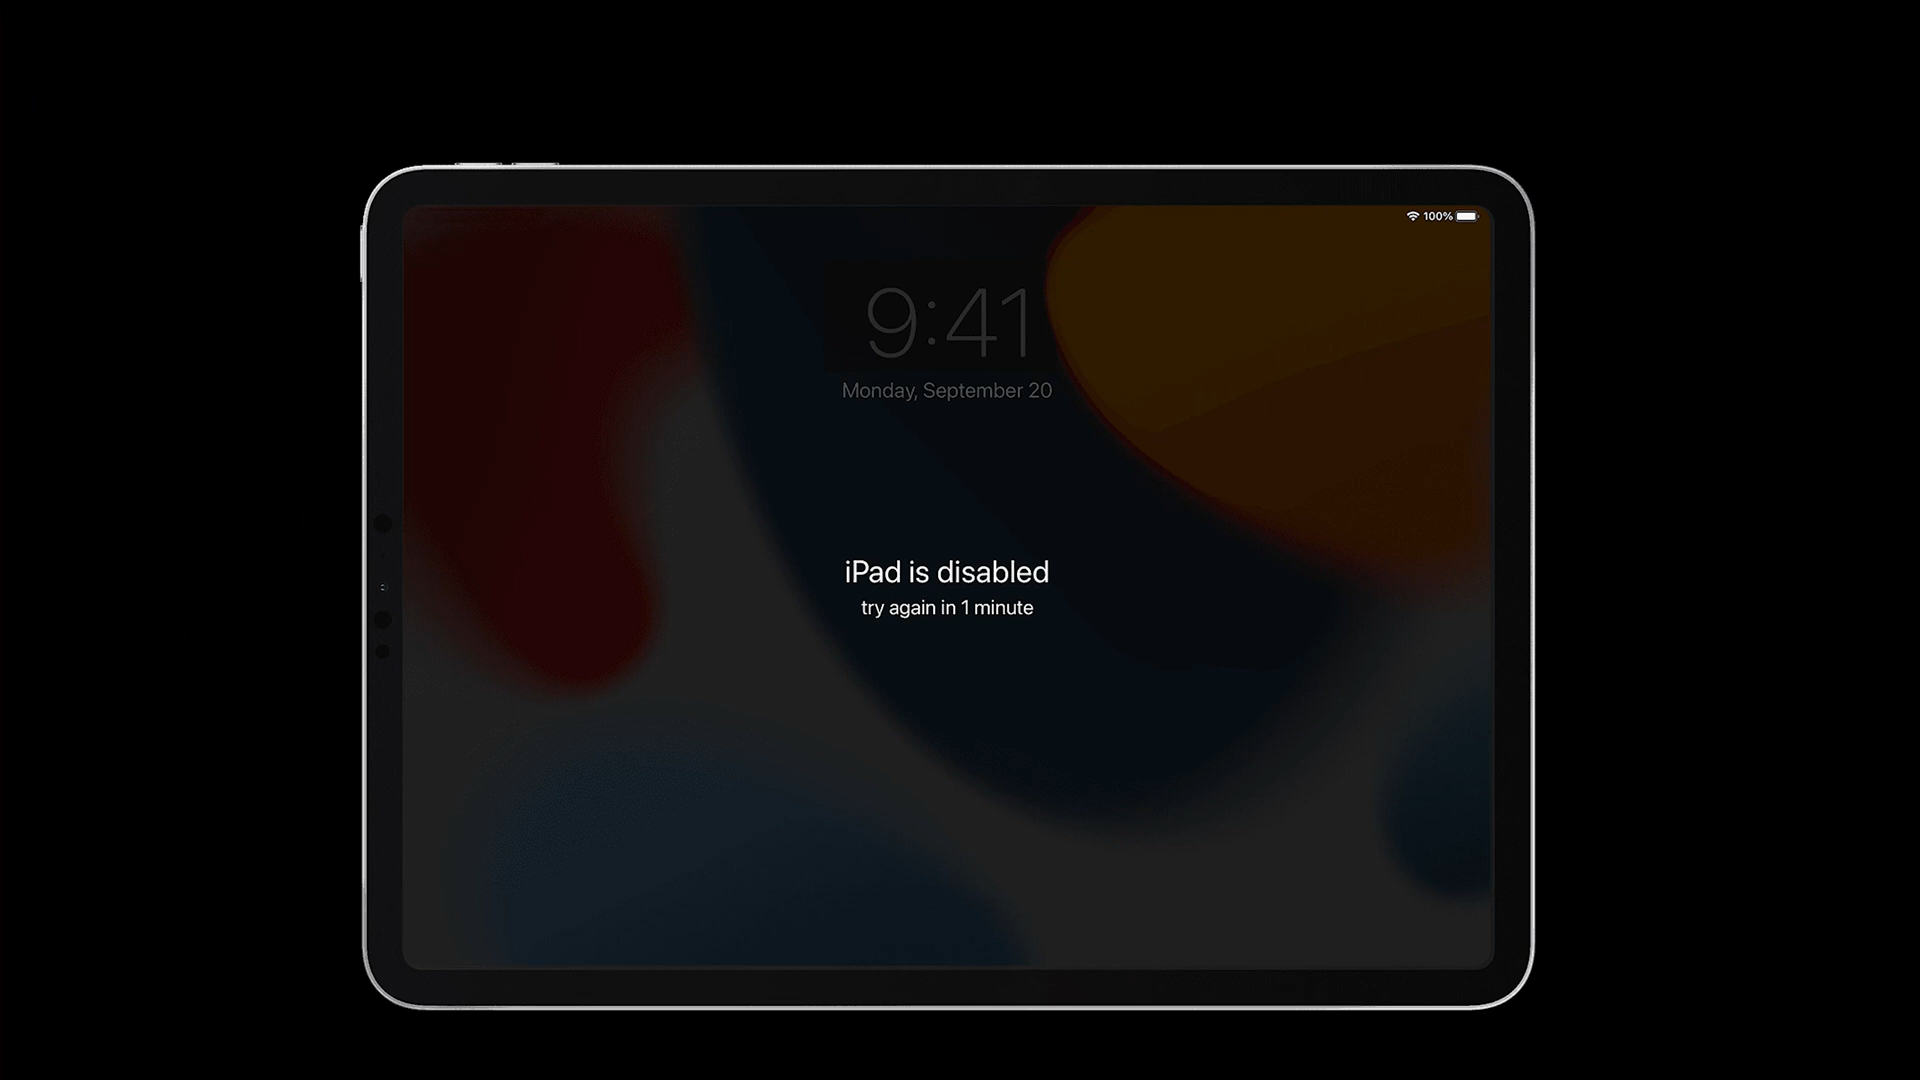 100%
9:41
Monday, September 20
iPad is disabled
try again in 1 minute